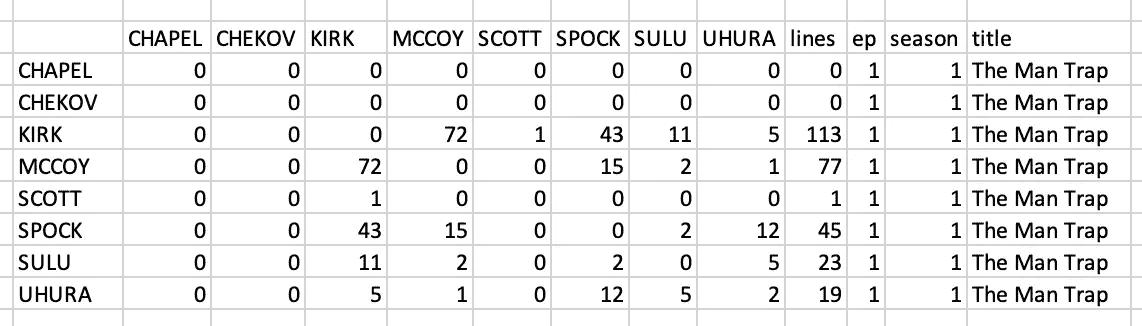 CHAPEL CHEKOV KIRK MCCOY SCOTT SPOCK SULU UHURA lines ep season title
CHAPEL 0 0 0 0 0 0 0 0 0 1 1 The Man Trap
CHEKOV 0 0 0 0 0 0 0 0 0 1 1 The Man Trap
KIRK 0 0 0 72 1 43 11 5 113 1 1 The Man Trap
MCCOY 0 0 72 0 0 15 2 1 77 1 1 The Man Trap
SCOTT 0 0 1 0 0 0 0 0 1 1 1 The Man Trap
SPOCK 0 0 43 15 0 0 2 12 45 1 1 The Man Trap
SULU 0 0 11 2 0 2 0 5 23 1 1 The Man Trap
UHURA 0 0 5 1 0 12 5 2 19 1 1 The Man Trap